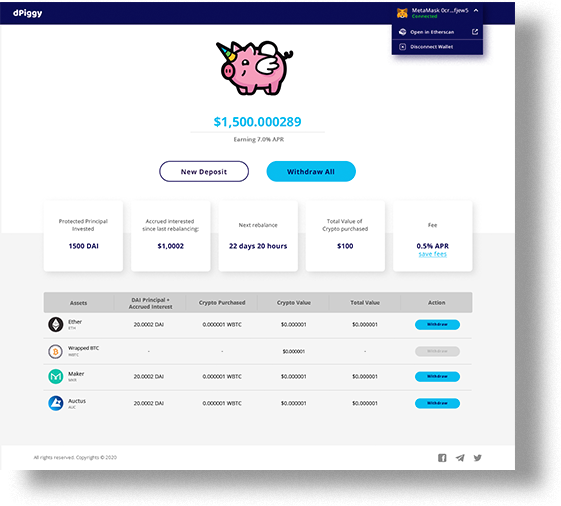 dPiggy
MetaMask 0cr...fjew5
Connected
Open in Etherscan
Disconnect Wallet
$1,500.000289
Earning 7.0% APR
New Deposit
Withdraw All
Protected Principal
Invested
1500 DAI
Accrued Interested
since last rebalancing:
$1,0002
Next rebalance
22 days 20 hours
Total Value of
Crypto purchased
$100
Fee
0.5% APR
save fees
Assets
DAI Principal +
Accrued Interest
Crypto Purchased
Crypto Value
Total Value
Action
Ether
ETH
20.0002 DAI
0.000001 WBTC
$0.000001
$0.000001
Withdraw
Wrapped BTC
WBTC
-
-
$0.000001
-
Withdraw
Maker
MKR
20.0002 DAI
0.000001 WBTC
$0.000001
$0.000001
Withdraw
Auctus
AUC
20.0002 DAI
0.000001 WBTC
$0.000001
$0.000001
Withdraw
All rights reserved. Copyrights © 2020